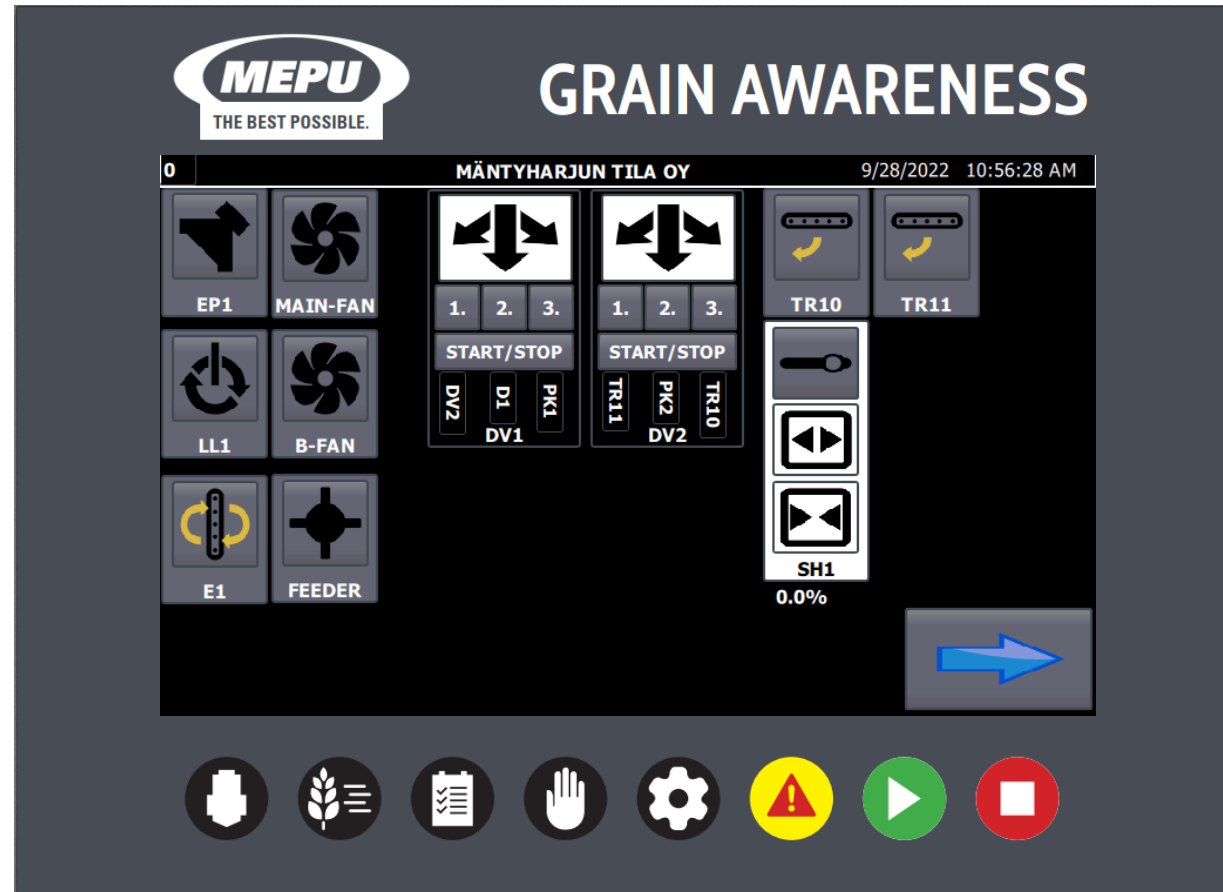 MEPU
THE BEST POSSIBLE.
GRAIN AWARENESS
0 MÄNTYHARJUN TILA OY 9/28/2022 10:56:28 AM
EP1 MAIN-FAN
LL1 B-FAN
E1 FEEDER
1. 2. 3.
START/STOP
DV2 D1 PK1
DV1
1. 2. 3.
START/STOP
TR11 PK2 TR10
DV2
TR10 TR11
SH1
0.0%